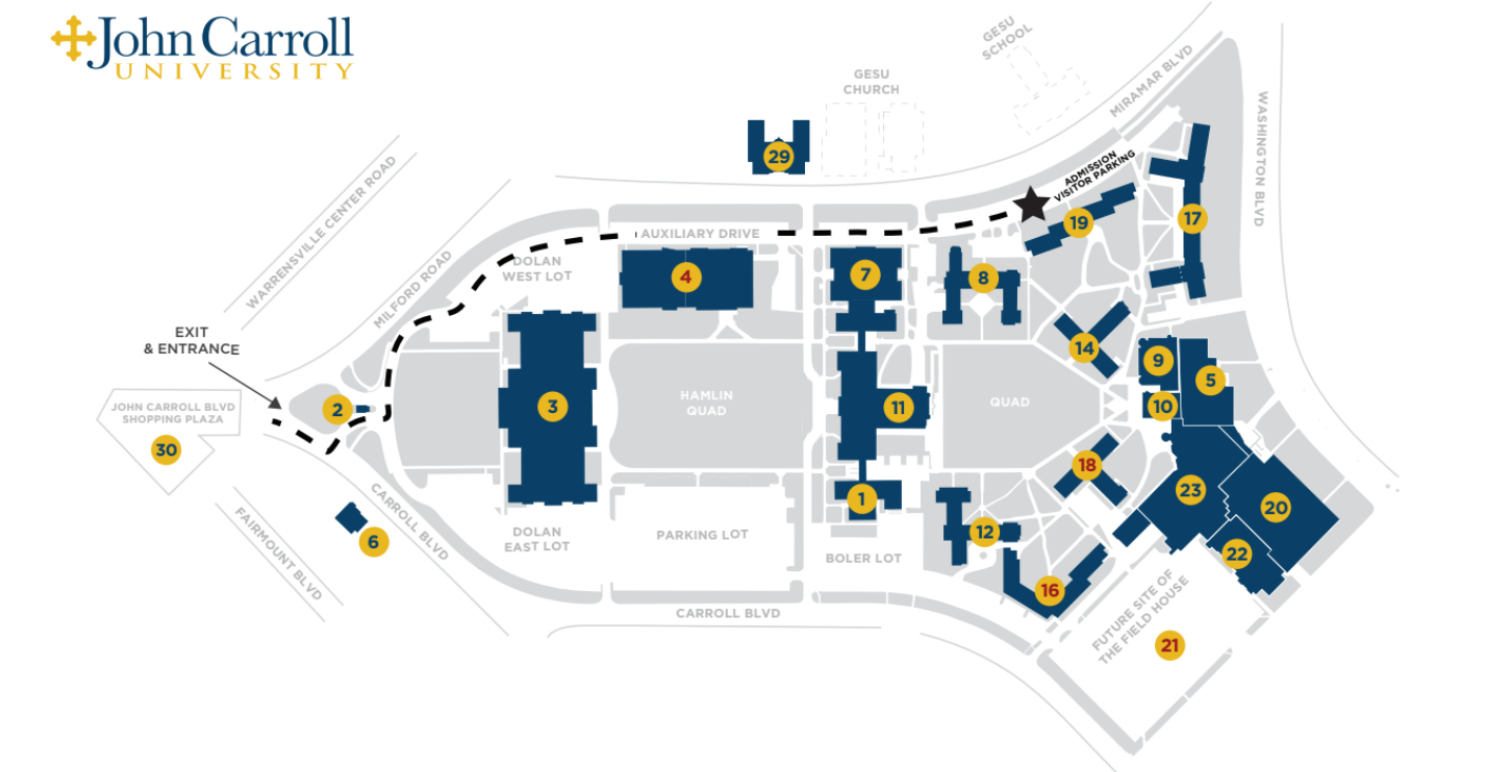 John Carroll
UNIVERSITY
GESU
SCHOOL
GESU
CHURCH
MIRAMAR BLVD
WASHINGTON BLVD
29
ADMISSION
VISITOR PARKING
WARRENSVILLE CENTER ROAD
MILFORD ROAD
AUXILIARY DRIVE
19
17
DOLAN
WEST LOT
4
7
8
EXIT
& ENTRANCE
14
9
5
JOHN CARROLL BLVD
SHOPPING PLAZA
30
2
3
HAMLIN
QUAD
11
QUAD
10
18
23
20
1
6
CARROLL BLVD
FAIRMOUNT BLVD
DOLAN
EAST LOT
PARKING LOT
BOLER LOT
12
22
16
CARROLL BLVD
FUTURE SITE OF
THE FIELD HOUSE
21